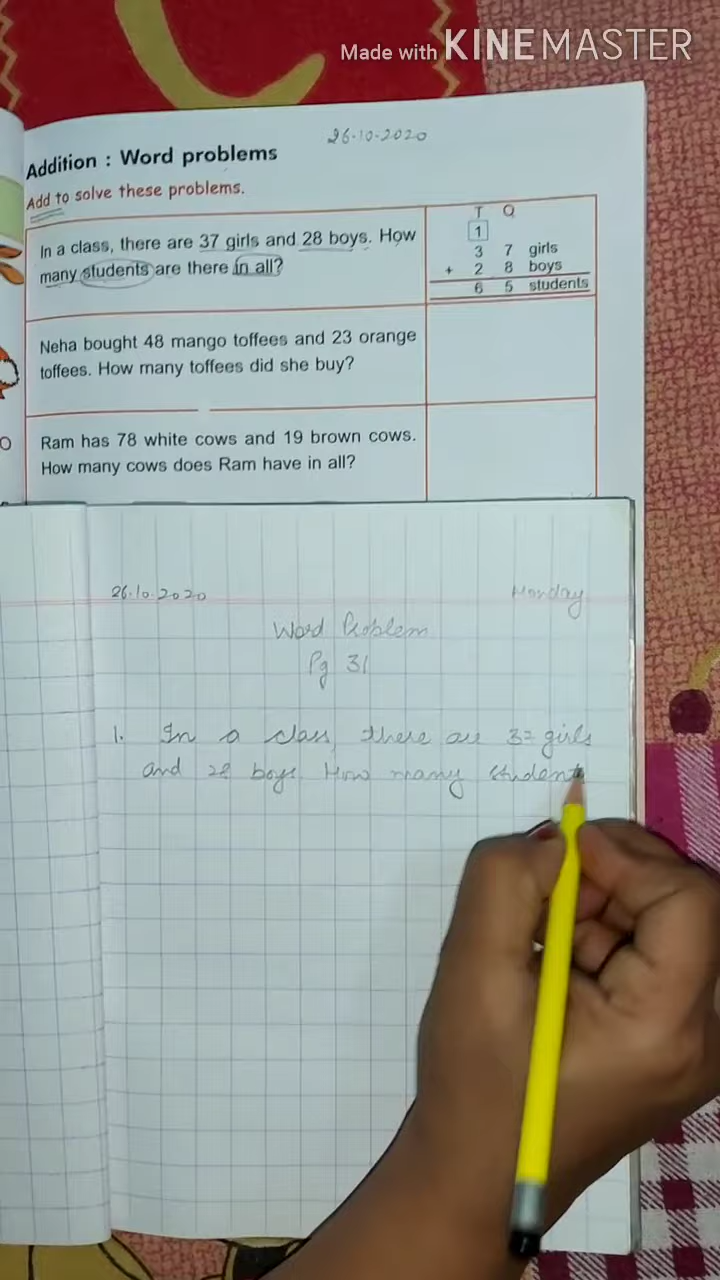 Made with KINEMASTER
26.10.2020
Addition : Word problems
Add to solve these problems.
In a class, there are 37 girls and 28 boys. How
many students are there in all?
T O
1
3 7 girls
+ 2 8 boys
6 5 students
Neha bought 48 mango toffees and 23 orange
toffees. How many toffees did she buy?
Ram has 78 white cows and 19 brown cows.
How many cows does Ram have in all?
26.10.2020 Monday
Word Problem
Pg 31
1. In a class, there are 37 girls
and 28 boys. How many student